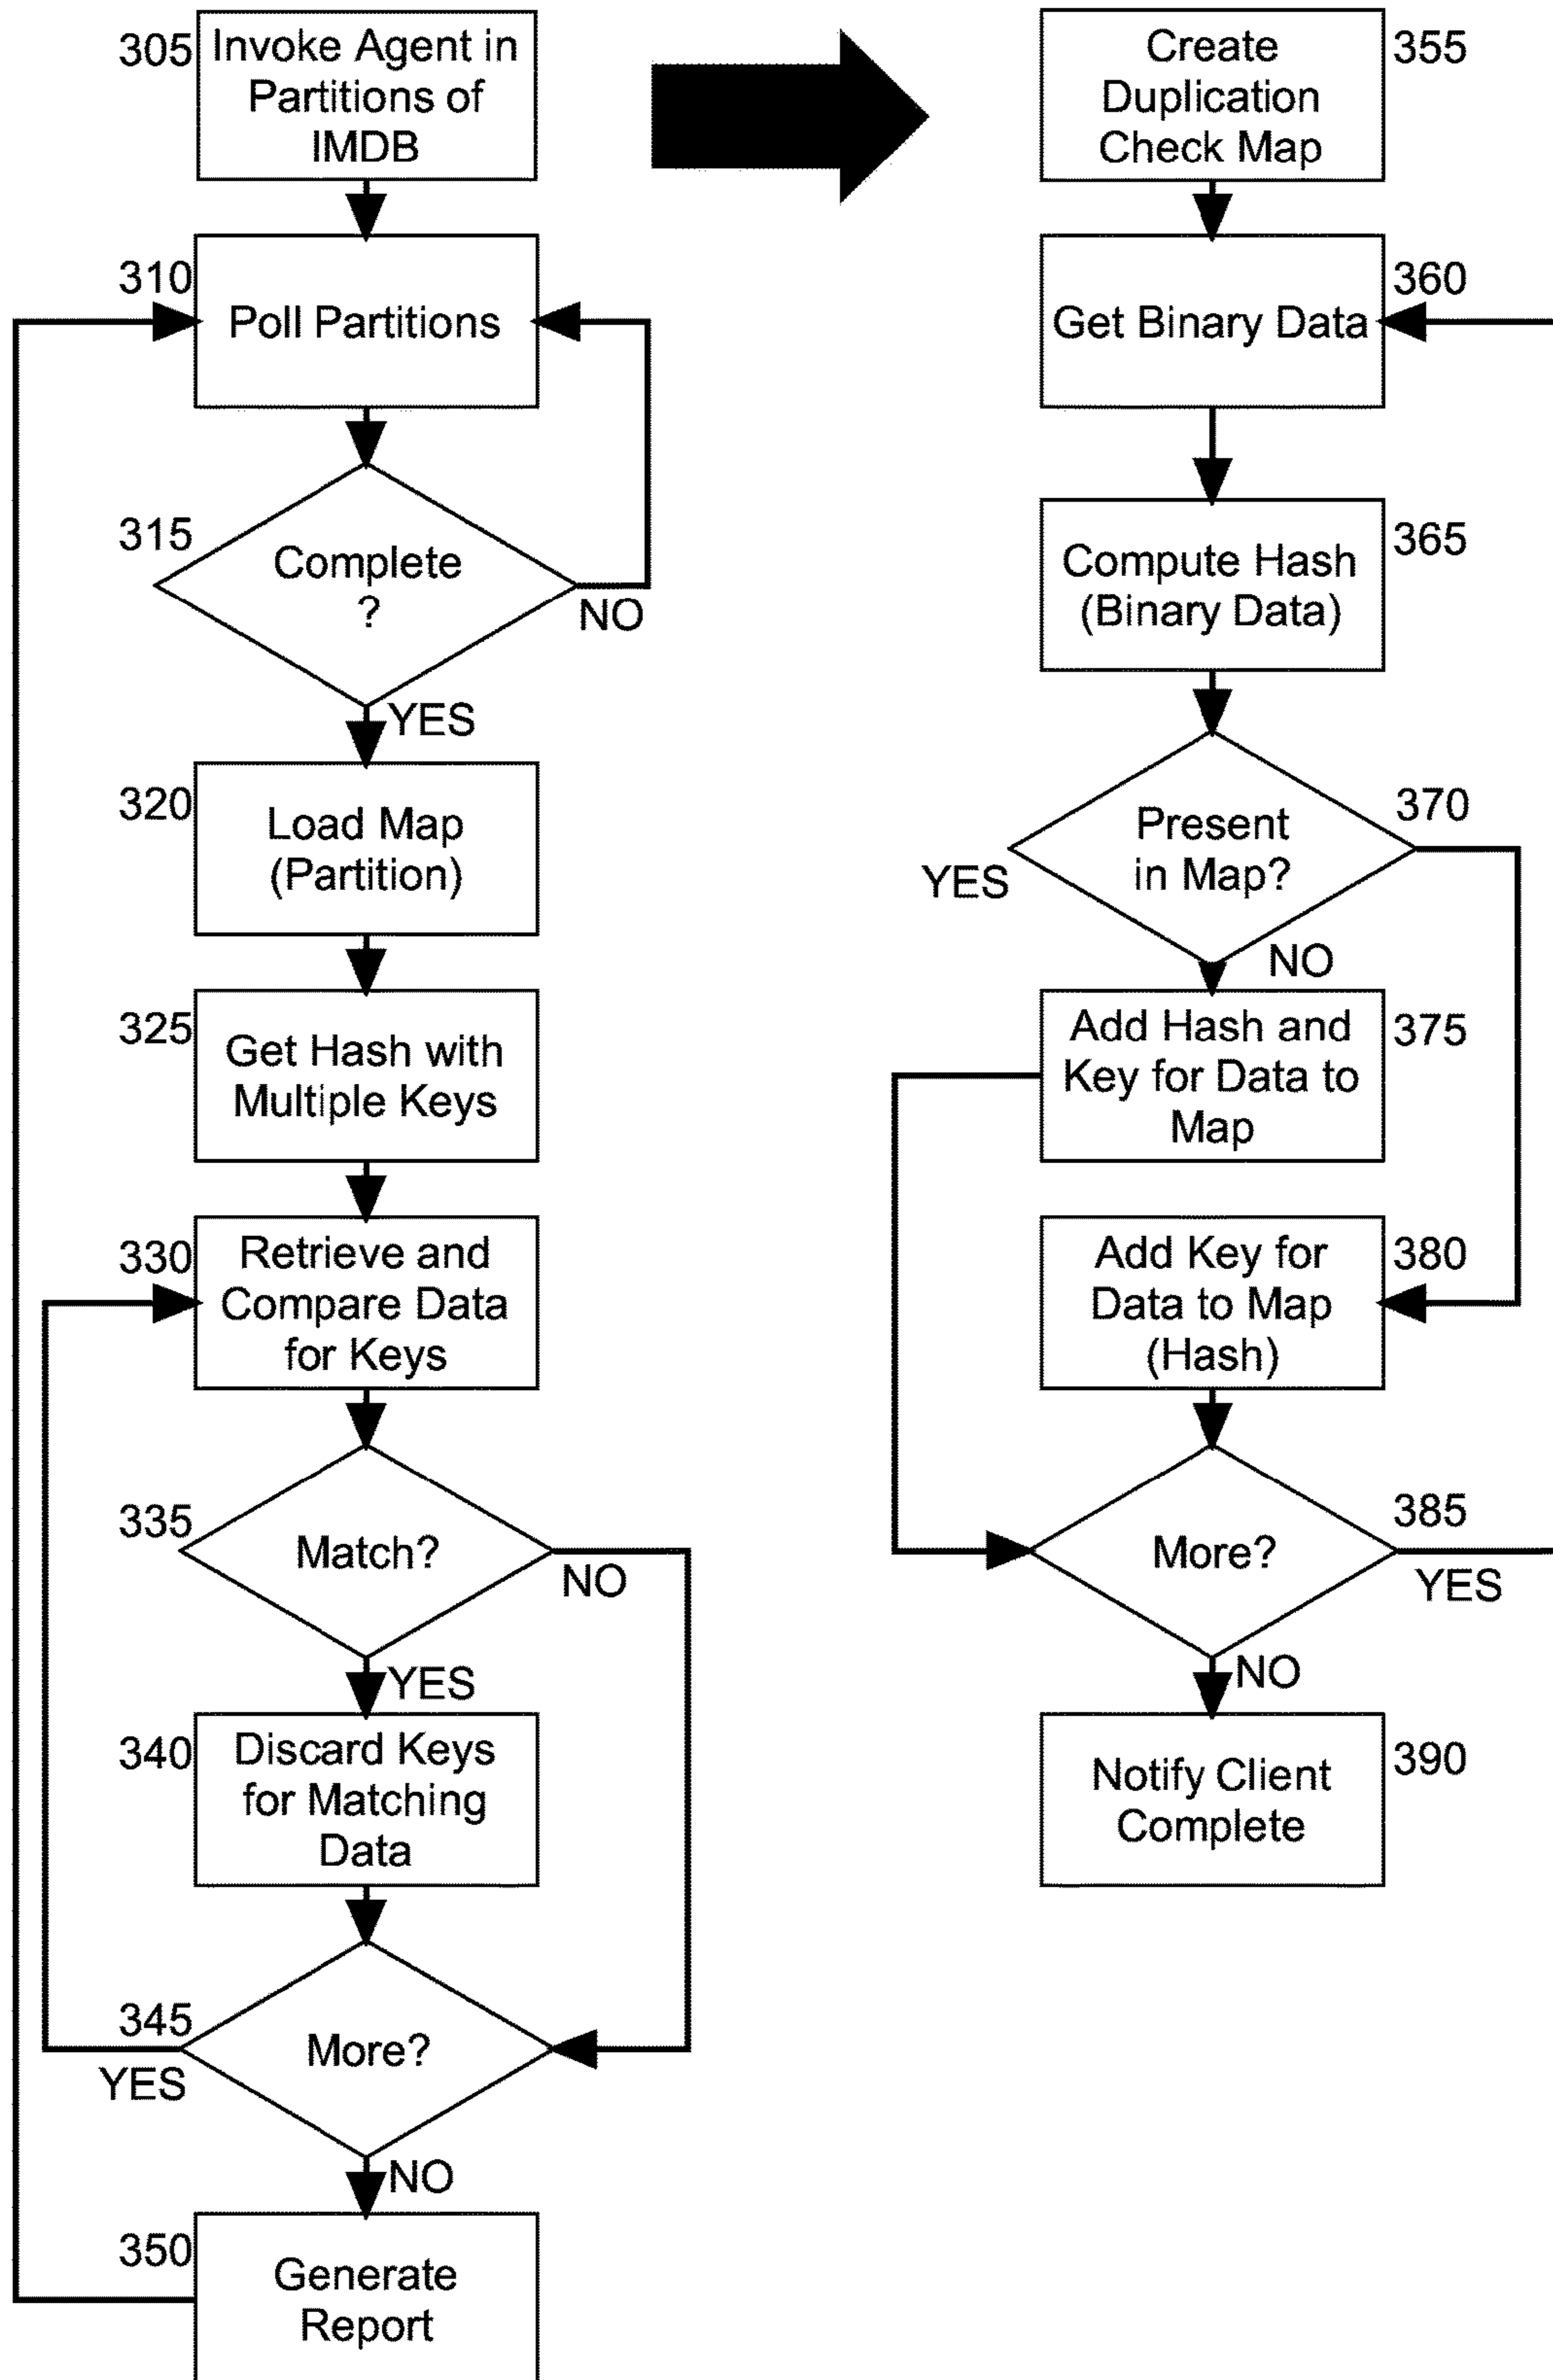 305
Invoke Agent in
Partitions of
IMDB
310
Poll Partitions
315
Complete
?
NO
YES
320
Load Map
(Partition)
325
Get Hash with
Multiple Keys
330
Retrieve and
Compare Data
for Keys
335
Match?
NO
YES
340
Discard Keys
for Matching
Data
345
More?
YES
NO
350
Generate
Report
Create
Duplication
Check Map
355
Get Binary Data
360
Compute Hash
(Binary Data)
365
Present
in Map?
370
YES
NO
Add Hash and
Key for Data to
Map
375
Add Key for
Data to Map
(Hash)
380
More?
385
YES
NO
Notify Client
Complete
390